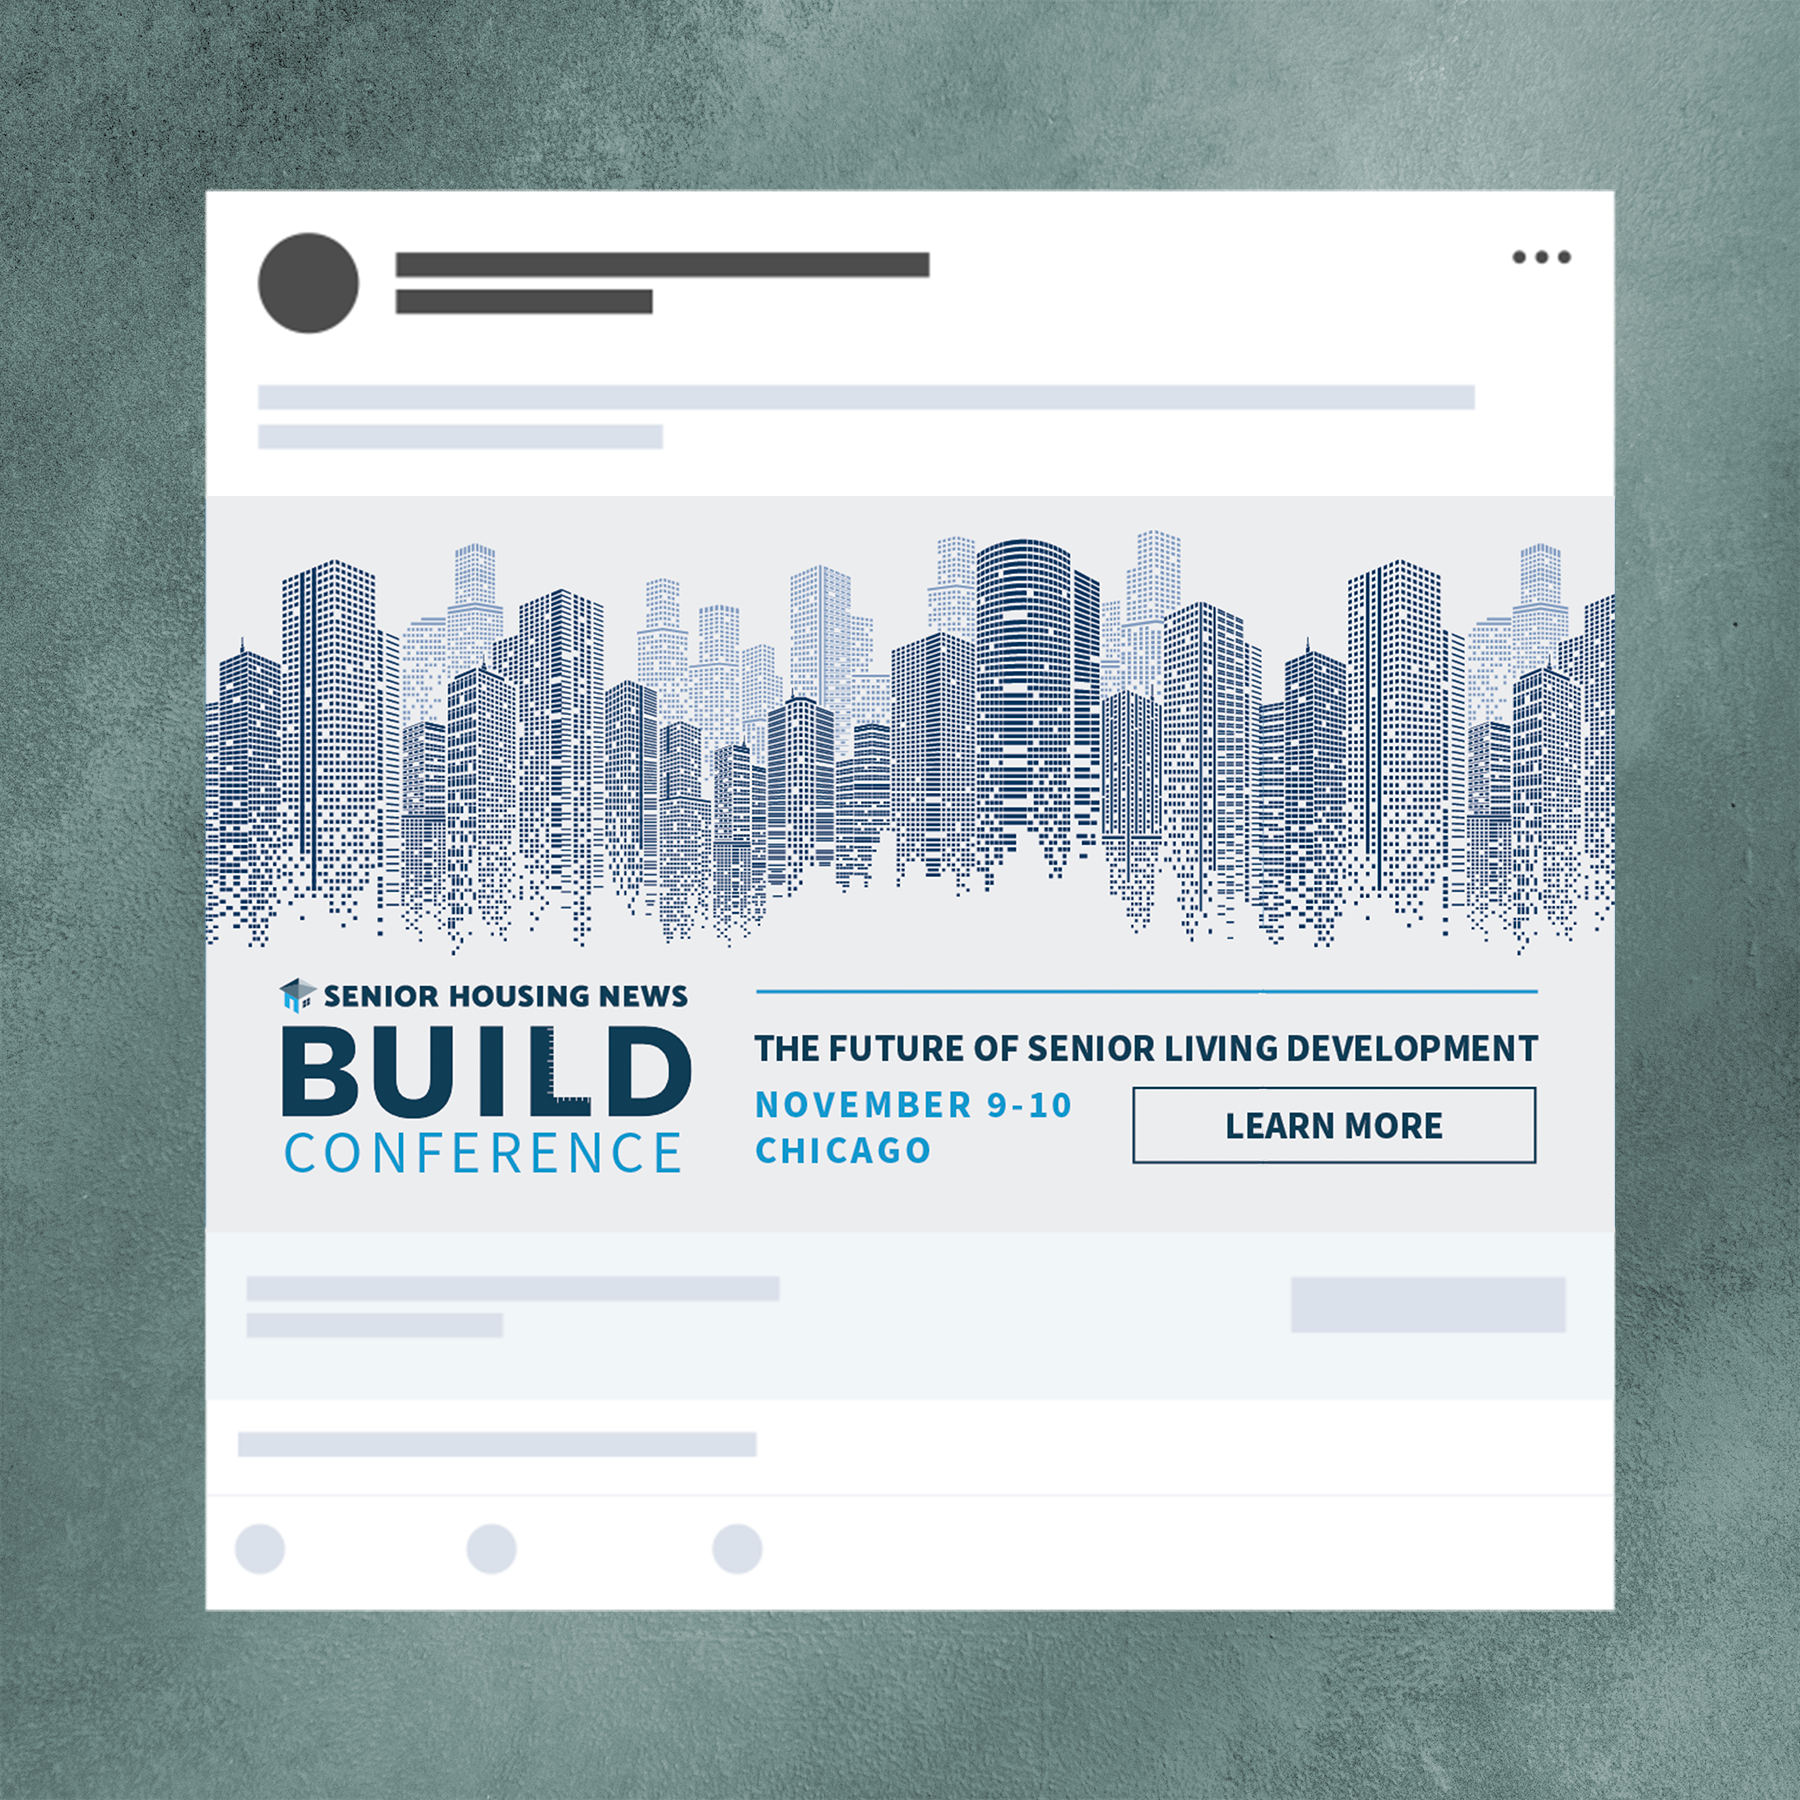 SENIOR HOUSING NEWS
BUILD
CONFERENCE
THE FUTURE OF SENIOR LIVING DEVELOPMENT
NOVEMBER 9-10
CHICAGO
LEARN MORE